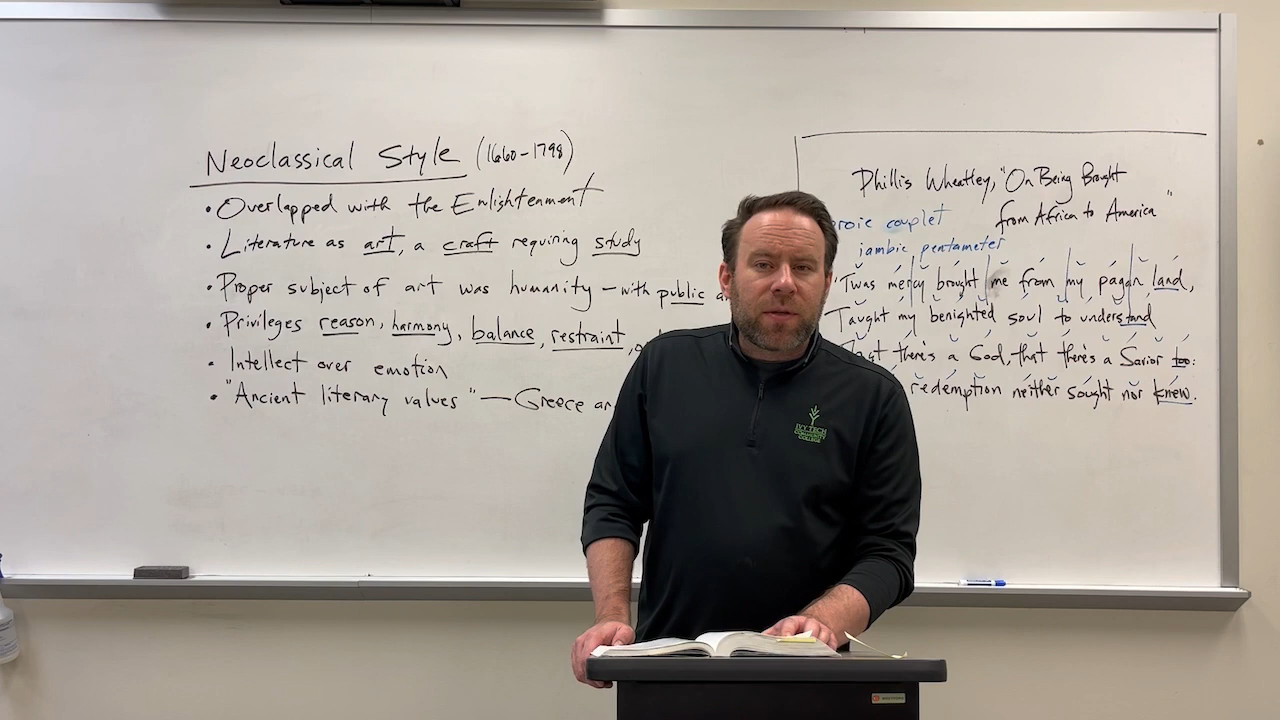 Neoclassical Style (1660-1798)
• Overlapped with the Enlightenment
• Literature as art, a craft requiring study
• Proper subject of art was humanity – with public
• Privileges reason, harmony, balance, restraint,
• Intellect over emotion
• "Ancient literary values" — Greece
Phillis Wheatley, "On Being Brought
from Africa to America"
couplet
iambic pentameter
'Twas mercy brought me from my pagan land,
Taught my benighted soul to understand
there's a God, that there's a Savior too:
redemption neither sought nor knew.
IVY TECH
COMMUNITY
COLLEGE